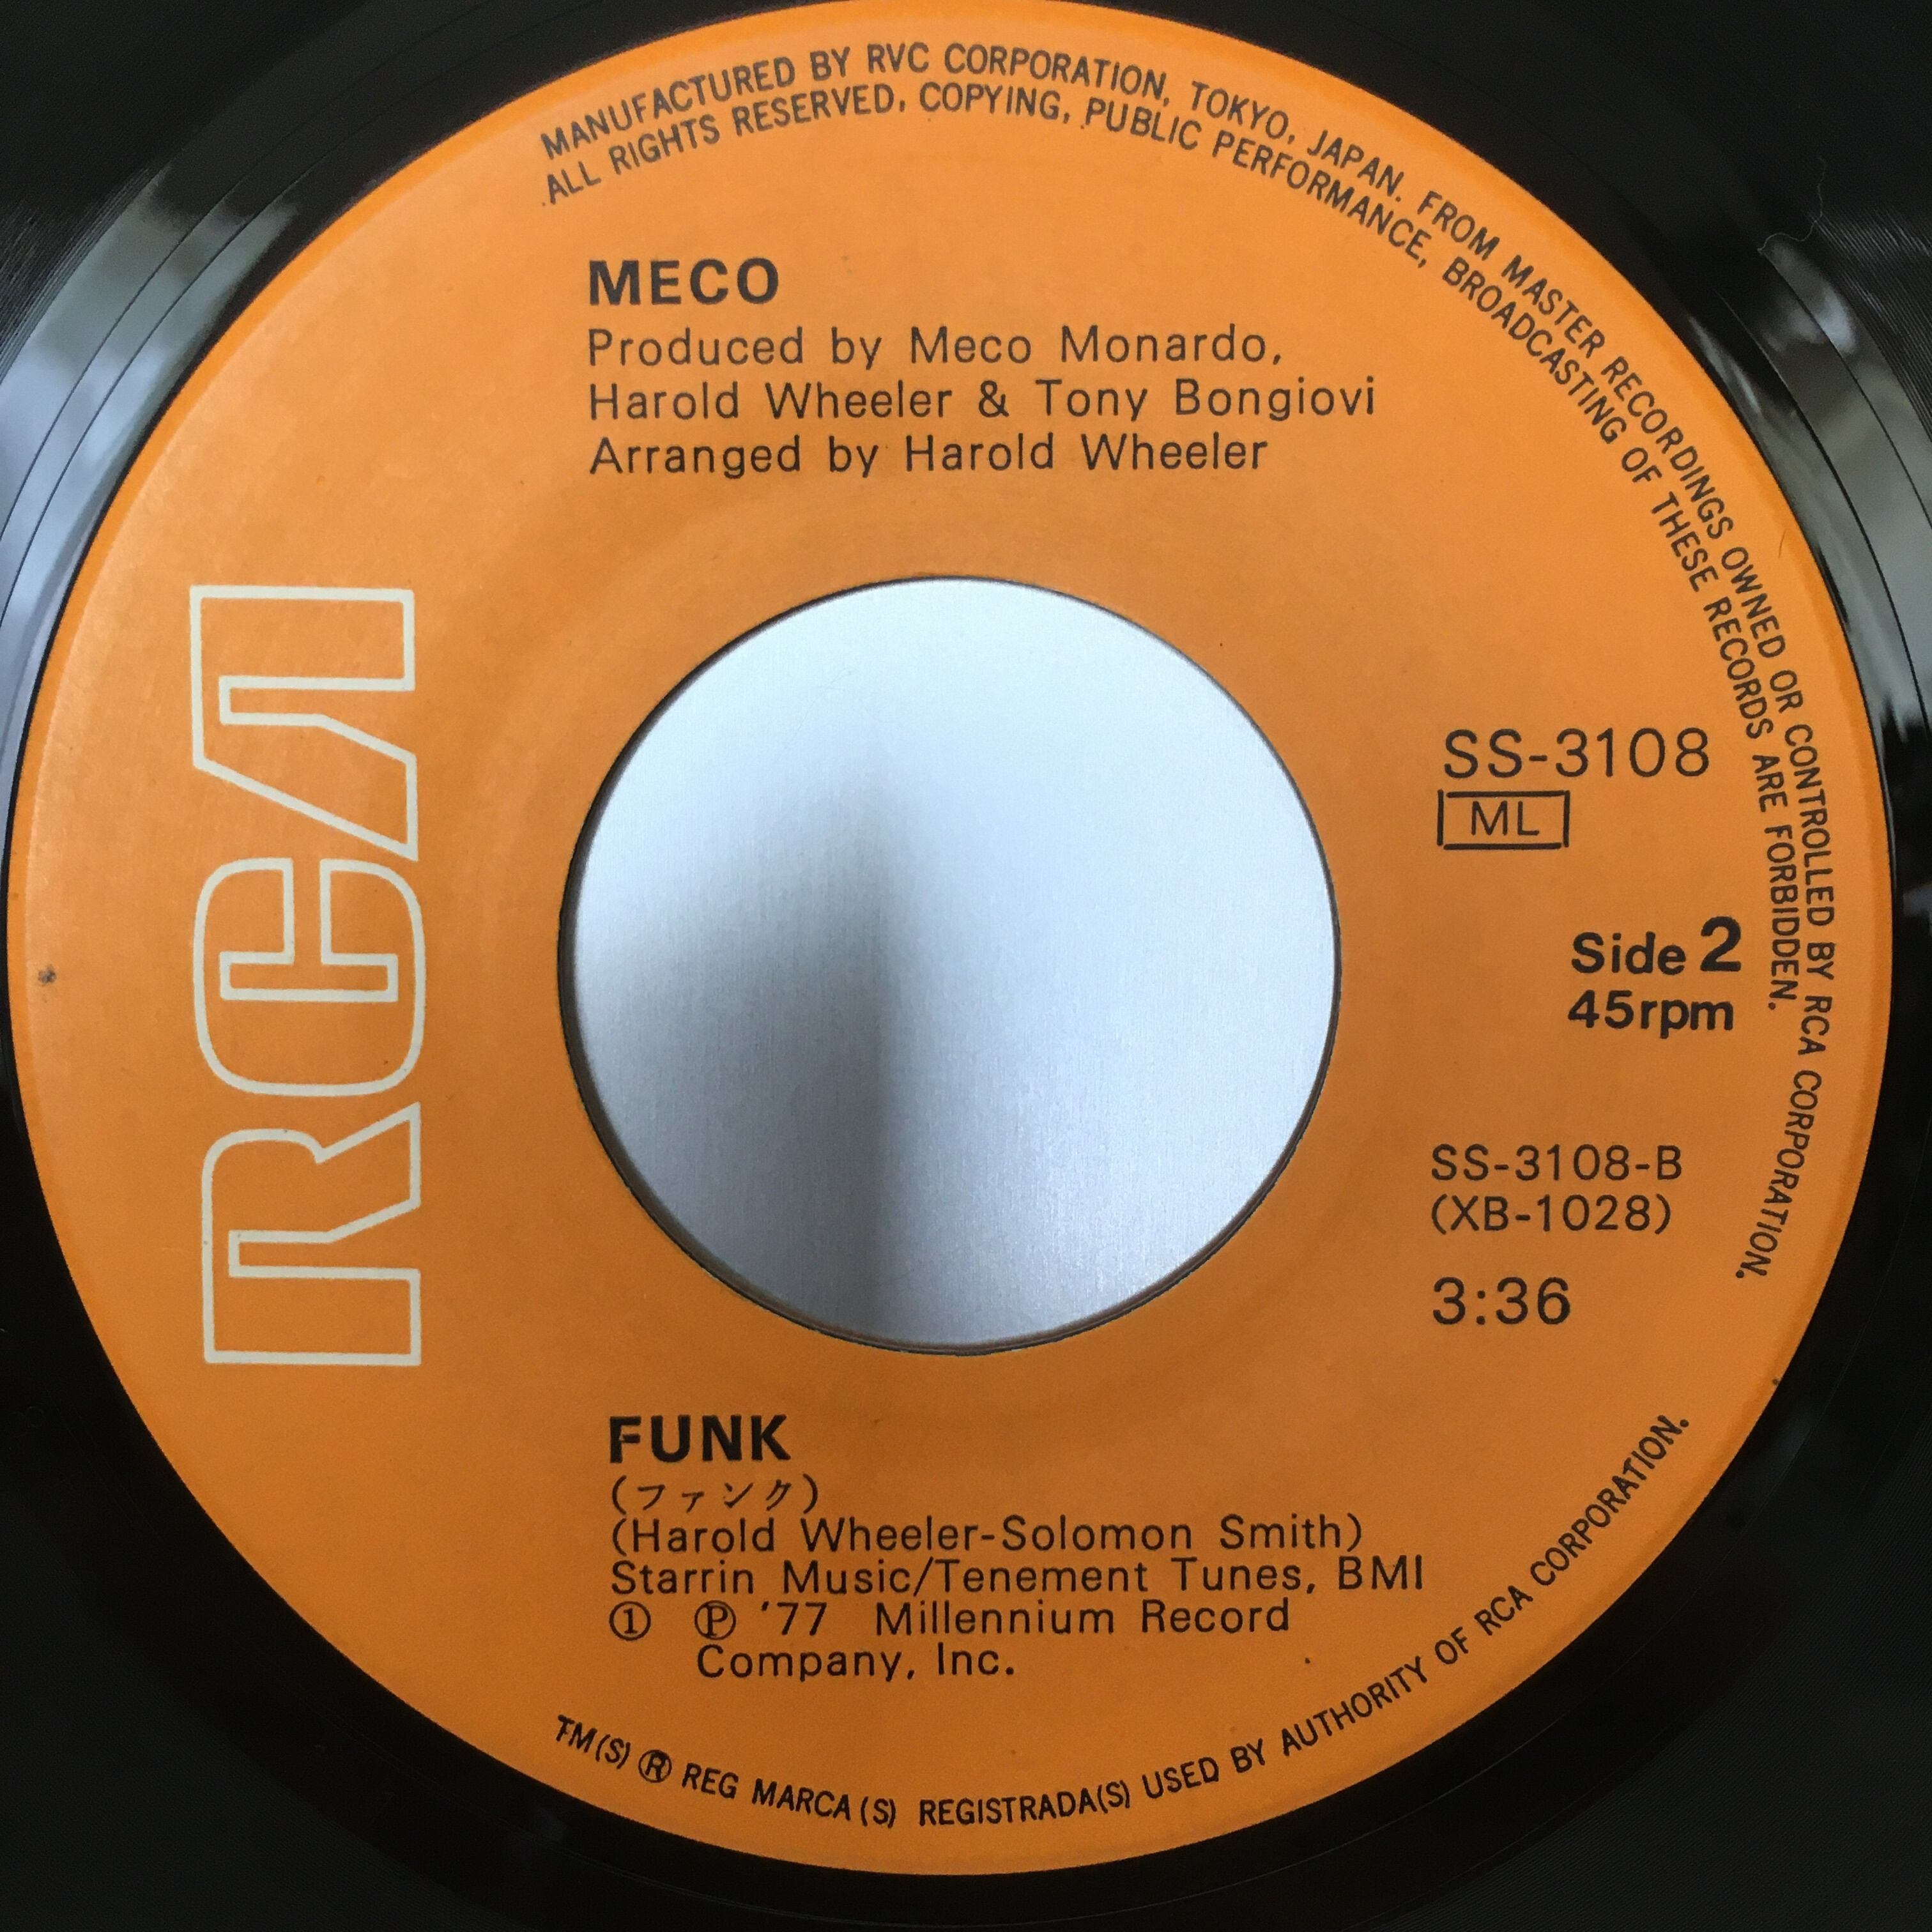 MANUFACTURED BY RVC CORPORATION, TOKYO, JAPAN. FROM MASTER RECORDINGS OWNED OR CONTROLLED BY RCA CORPORATION.
ALL RIGHTS RESERVED. COPYING, PUBLIC PERFORMANCE, BROADCASTING OF THESE RECORDS ARE FORBIDDEN.
MECO
Produced by Meco Monardo,
Harold Wheeler & Tony Bongiovi
Arranged by Harold Wheeler
RCA
SS-3108
ML
Side 2
45rpm
SS-3108-B
(XB-1028)
3:36
FUNK
(ファンク)
(Harold Wheeler-Solomon Smith)
Starrin Music/Tenement Tunes, BMI
① Ⓟ '77 Millennium Record
Company, Inc.
TM(S) ® REG MARCA(S) REGISTRADA(S) USED BY AUTHORITY OF RCA CORPORATION.